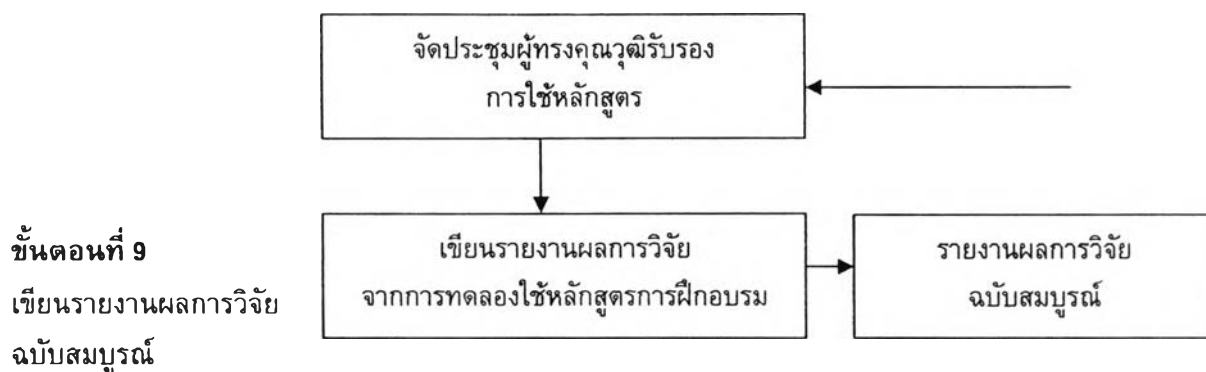 จัดประชุมผู้ทรงคุณวุฒิรับรอง
การใช้หลักสูตร
ขั้นตอนที่ 9
เขียนรายงานผลการวิจัย
ฉบับสมบูรณ์
เขียนรายงานผลการวิจัย
จากการทดลองใช้หลักสูตรการฝึกอบรม
รายงานผลการวิจัย
ฉบับสมบูรณ์